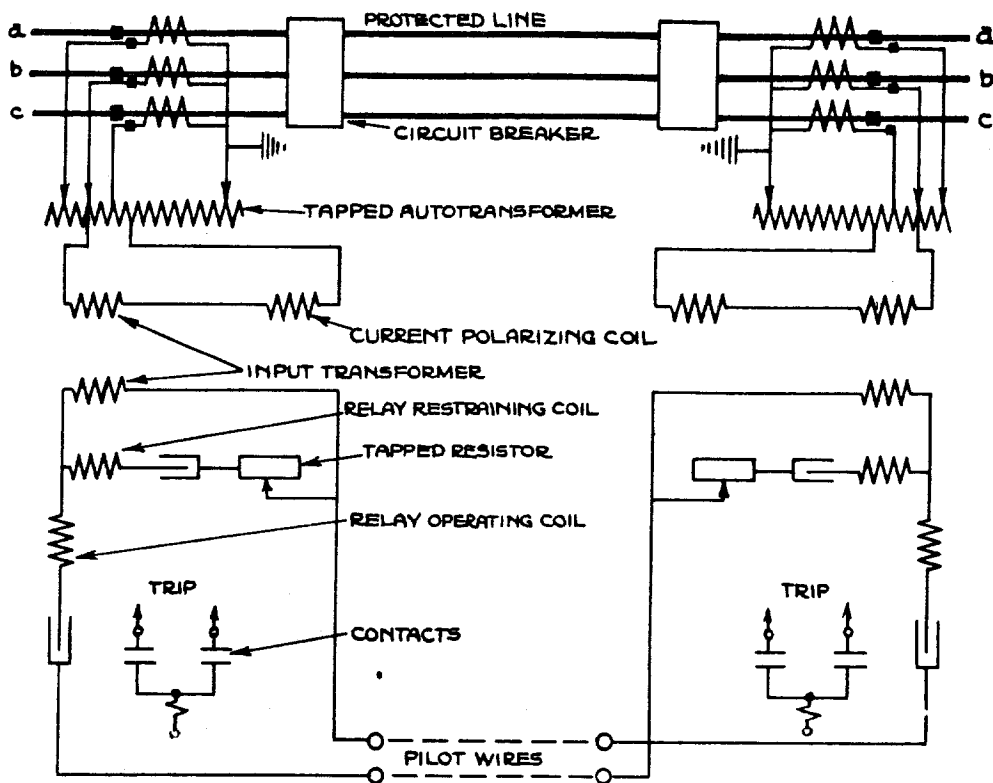 PROTECTED LINE
a
a
b
b
c
c
CIRCUIT BREAKER
TAPPED AUTOTRANSFORMER
CURRENT POLARIZING COIL
INPUT TRANSFORMER
RELAY RESTRAINING COIL
TAPPED RESISTOR
RELAY OPERATING COIL
TRIP
TRIP
CONTACTS
PILOT WIRES